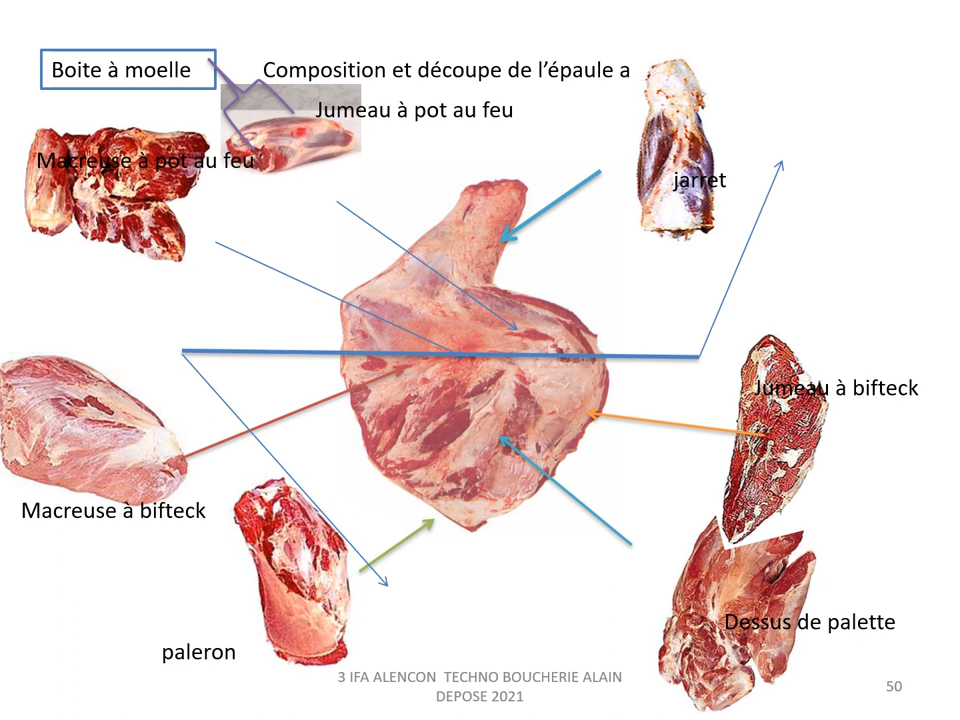 Boite à moelle
Composition et découpe de l’épaule a
Jumeau à pot au feu
Macreuse à pot au feu
jarret
Jumeau à bifteck
Macreuse à bifteck
Dessus de palette
paleron
3 IFA ALENCON TECHNO BOUCHERIE ALAIN
DEPOSE 2021
50